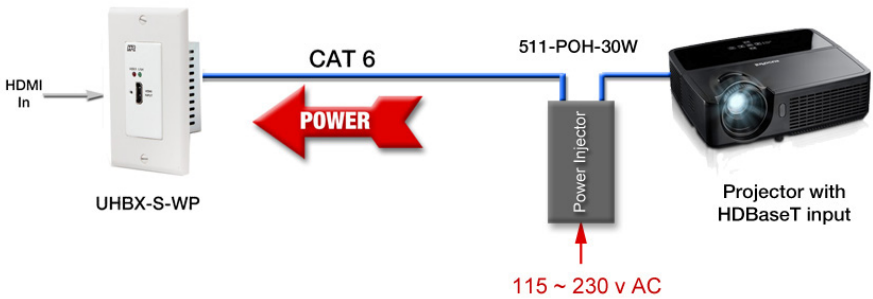 HDMI
In
CAT 6
POWER
UHBX-S-WP
511-POH-30W
Power Injector
115 ~ 230 v AC
Projector with
HDBaseT input